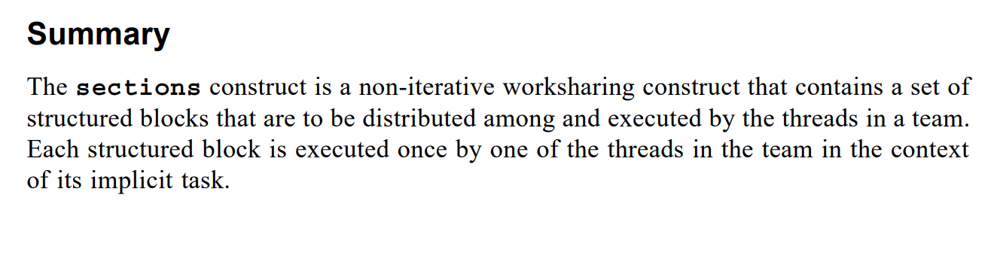 Summary
The sections construct is a non-iterative worksharing construct that contains a set of
structured blocks that are to be distributed among and executed by the threads in a team.
Each structured block is executed once by one of the threads in the team in the context
of its implicit task.